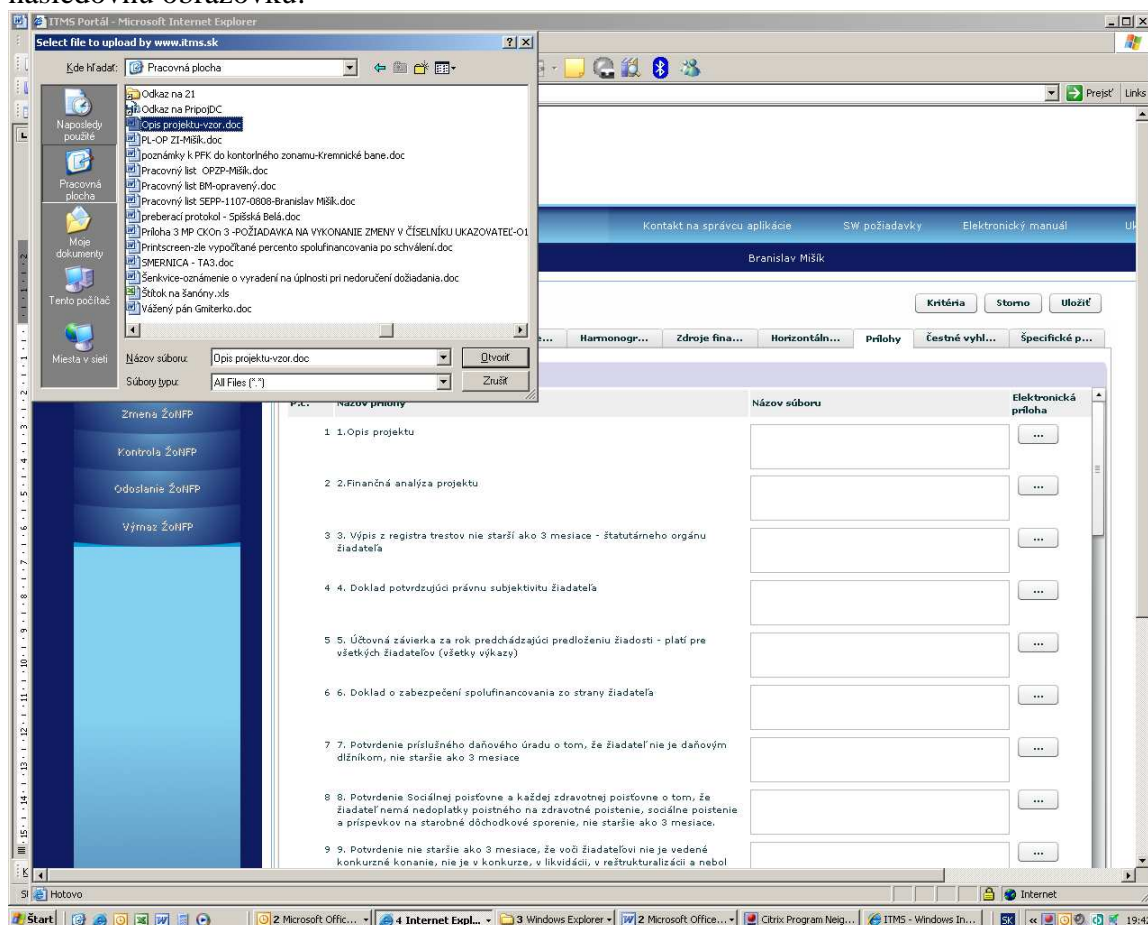 ITMS Portál - Microsoft Internet Explorer
Select file to upload by www.itms.sk
Kde hľadať:
Pracovná plocha
Prejsť
Links
Naposledy použité
Pracovná plocha
Moje dokumenty
Tento počítač
Miesta v sieti
Odkaz na 21
Odkaz na PripojDC
Opis projektu-vzor.doc
PL-OP ZI-Mišík.doc
poznámky k PFK do kontorlného zonamu-Kremnické bane.doc
Pracovný list OPZP-Mišík.doc
Pracovný list BM-opravený.doc
Pracovný list SEPP-1107-0808-Branislav Mišík.doc
preberací protokol - Spišská Belá.doc
Príloha 3 MP CKOn 3 -POŽIADAVKA NA VYKONANIE ZMENY V ČÍSELNÍKU UKAZOVATEĽ-O1
Printscreen-zle vypočítané percento spolufinancovania po schválení.doc
SMERNICA - TA3.doc
Šenkvice-oznámenie o vyradení na úplnosti pri nedoručení dožiadania.doc
Štítok na šanóny.xls
Vážený pán Gmiterko.doc
Názov súboru:
Opis projektu-vzor.doc
Otvoriť
Súbory typu:
All Files (*.*)
Zrušiť
Kontakt na správcu aplikácie
SW požiadavky
Elektronický manuál
Branislav Mišík
Kritéria
Storno
Uložiť
Harmonogr...
Zdroje fina...
Horizontáln...
Prílohy
Čestné vyhl...
Špecifické p...
Zmena ŽoNFP
Kontrola ŽoNFP
Odoslanie ŽoNFP
Výmaz ŽoNFP
P.č.
Názov prílohy
Názov súboru
Elektronická
príloha
1 1.Opis projektu
...
2 2.Finančná analýza projektu
...
3 3. Výpis z registra trestov nie starší ako 3 mesiace - štatutárneho orgánu
žiadateľa
...
4 4. Doklad potvrdzujúci právnu subjektivitu žiadateľa
...
5 5. Účtovná závierka za rok predchádzajúci predloženiu žiadosti - platí pre
všetkých žiadateľov (všetky výkazy)
...
6 6. Doklad o zabezpečení spolufinancovania zo strany žiadateľa
...
7 7. Potvrdenie príslušného daňového úradu o tom, že žiadateľ nie je daňovým
dlžníkom, nie staršie ako 3 mesiace
...
8 8. Potvrdenie Sociálnej poisťovne a každej zdravotnej poisťovne o tom, že
žiadateľ nemá nedoplatky poistného na zdravotné poistenie, sociálne poistenie
a príspevkov na starobné dôchodkové sporenie, nie staršie ako 3 mesiace.
...
9 9. Potvrdenie nie staršie ako 3 mesiace, že voči žiadateľovi nie je vedené
konkurzné konanie, nie je v konkurze, v likvidácii, v reštrukturalizácii a nebol
...
Hotovo
Internet
Štart
2 Microsoft Offic...
4 Internet Expl...
3 Windows Explorer
2 Microsoft Office...
Citrix Program Neig...
ITMS - Windows In...
SK
19:42